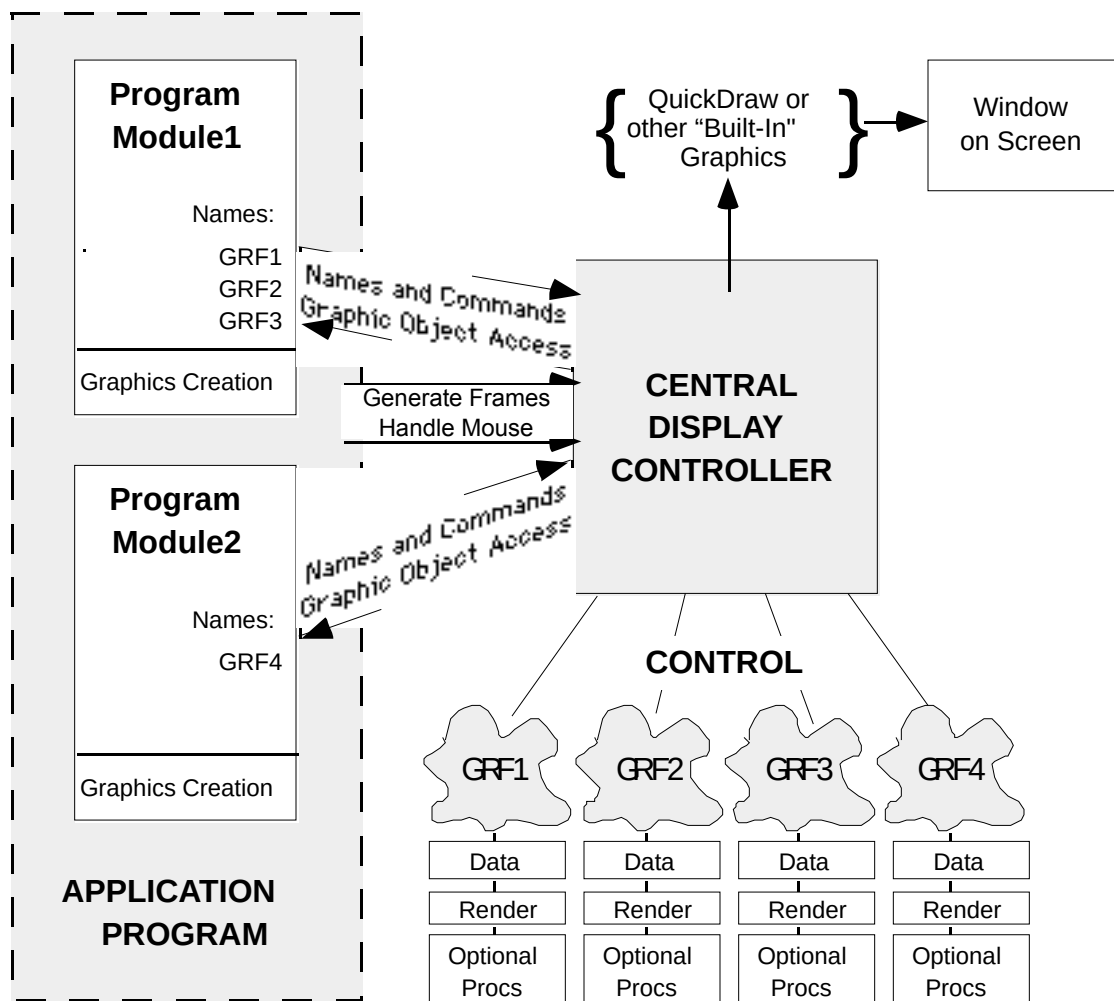 Program
Module1
Names:
GRF1
GRF2
GRF3
Graphics Creation
Program
Module2
Names:
GRF4
Graphics Creation
APPLICATION
PROGRAM
Names and Commands
Graphic Object Access
Generate Frames
Handle Mouse
Names and Commands
Graphic Object Access
{ QuickDraw or }
other “Built-In"
Graphics
Window
on Screen
CENTRAL
DISPLAY
CONTROLLER
CONTROL
GRF1
GRF2
GRF3
GRF4
Data
Data
Data
Data
Render
Render
Render
Render
Optional
Procs
Optional
Procs
Optional
Procs
Optional
Procs